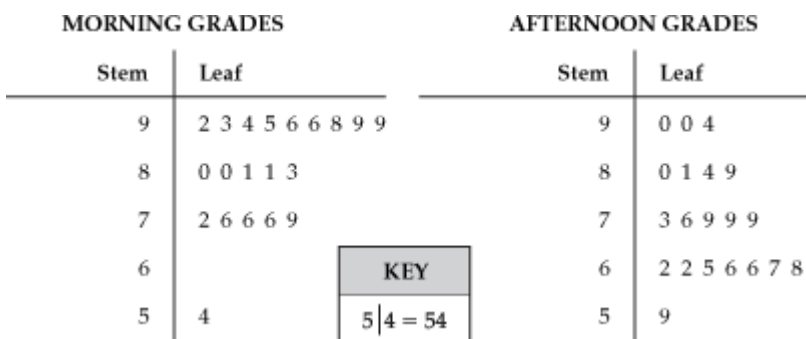 MORNING GRADES
Stem Leaf
9 2 3 4 5 6 6 8 9 9
8 0 0 1 1 3
7 2 6 6 6 9
6
5 4
KEY
5|4 = 54
AFTERNOON GRADES
Stem Leaf
9 0 0 4
8 0 1 4 9
7 3 6 9 9 9
6 2 2 5 6 6 7 8
5 9